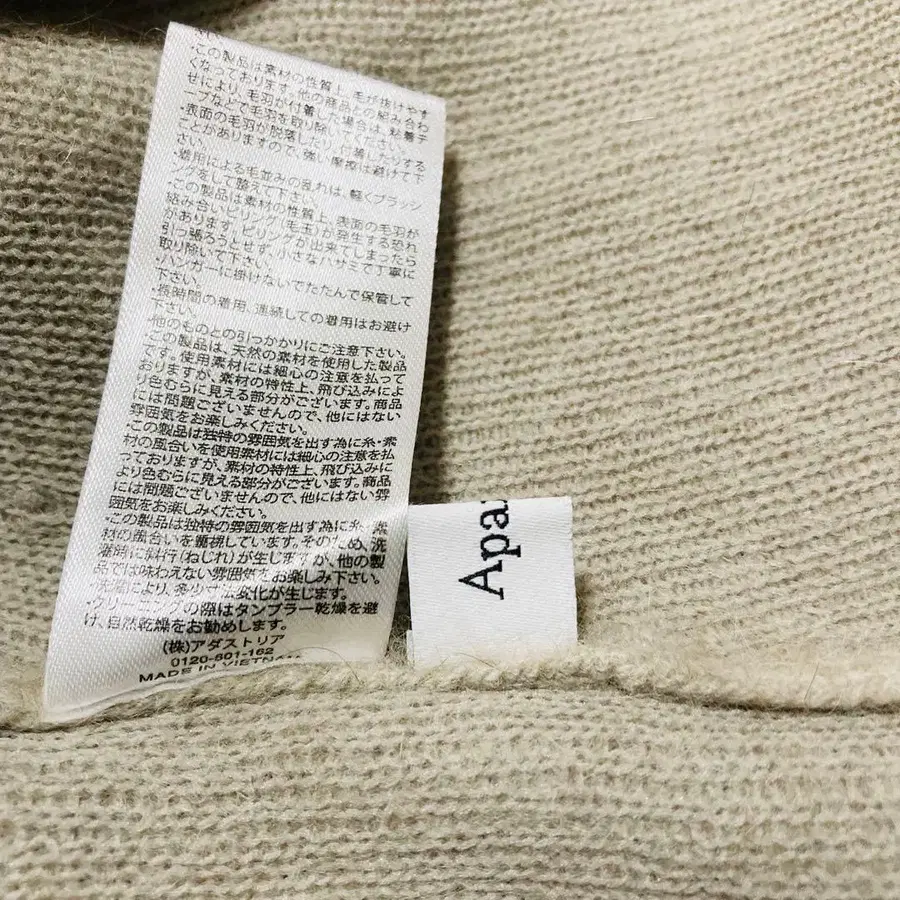 ・この製品は素材の性質上、毛が抜けやす
くなっております。他の商品との組み合わ
せにより、毛羽が付着した場合は、粘着テ
ープなどで毛羽を取り除いてください。
・表面の毛羽が脱落したり、付着したりする
ことがありますので、強い摩擦は避けて下
さい。
・着用による毛並みの乱れは、軽くブラッシ
ングをして整えて下さい。
・この製品は素材の性質上、表面の毛羽が
絡み合いピリング(毛玉)が発生する恐れ
があります。ピリングが出来てしまったら
引っ張ろうとせず、小さなハサミで丁寧に
取り除いて下さい。
・ハンガーに掛けないでたたんで保管して
下さい。
・長時間の着用、連続しての着用はお避け
下さい。
・他のものとの引っかかりにご注意下さい。
・この製品は、天然の素材を使用した製品
です。使用素材には細心の注意を払って
おりますが、素材の特性上、飛び込みによ
り色むらに見える部分がございます。商品
には問題ございませんので、他にはない
雰囲気をお楽しみください。
・この製品は独特の雰囲気を出す為に糸・素
材の風合いを使用素材には細心の注意を払
っておりますが、素材の特性上、飛び込みに
より色むらに見える部分がございます。商品
には問題ございませんので、他にはない雰
囲気をお楽しみください。
・この製品は独特の雰囲気を出す為に糸・素
材の風合いを重視しています。そのため、洗
濯時に斜行(ねじれ)が生じますが、他の製
品では味わえない雰囲気をお楽しみ下さい。
洗濯により、多少寸法変化が生じます。
・クリーニングの際はタンブラー乾燥を避
け、自然乾燥をお勧めします。
(株)アダストリア
0120-601-162
MADE IN VIETNAM
Apa